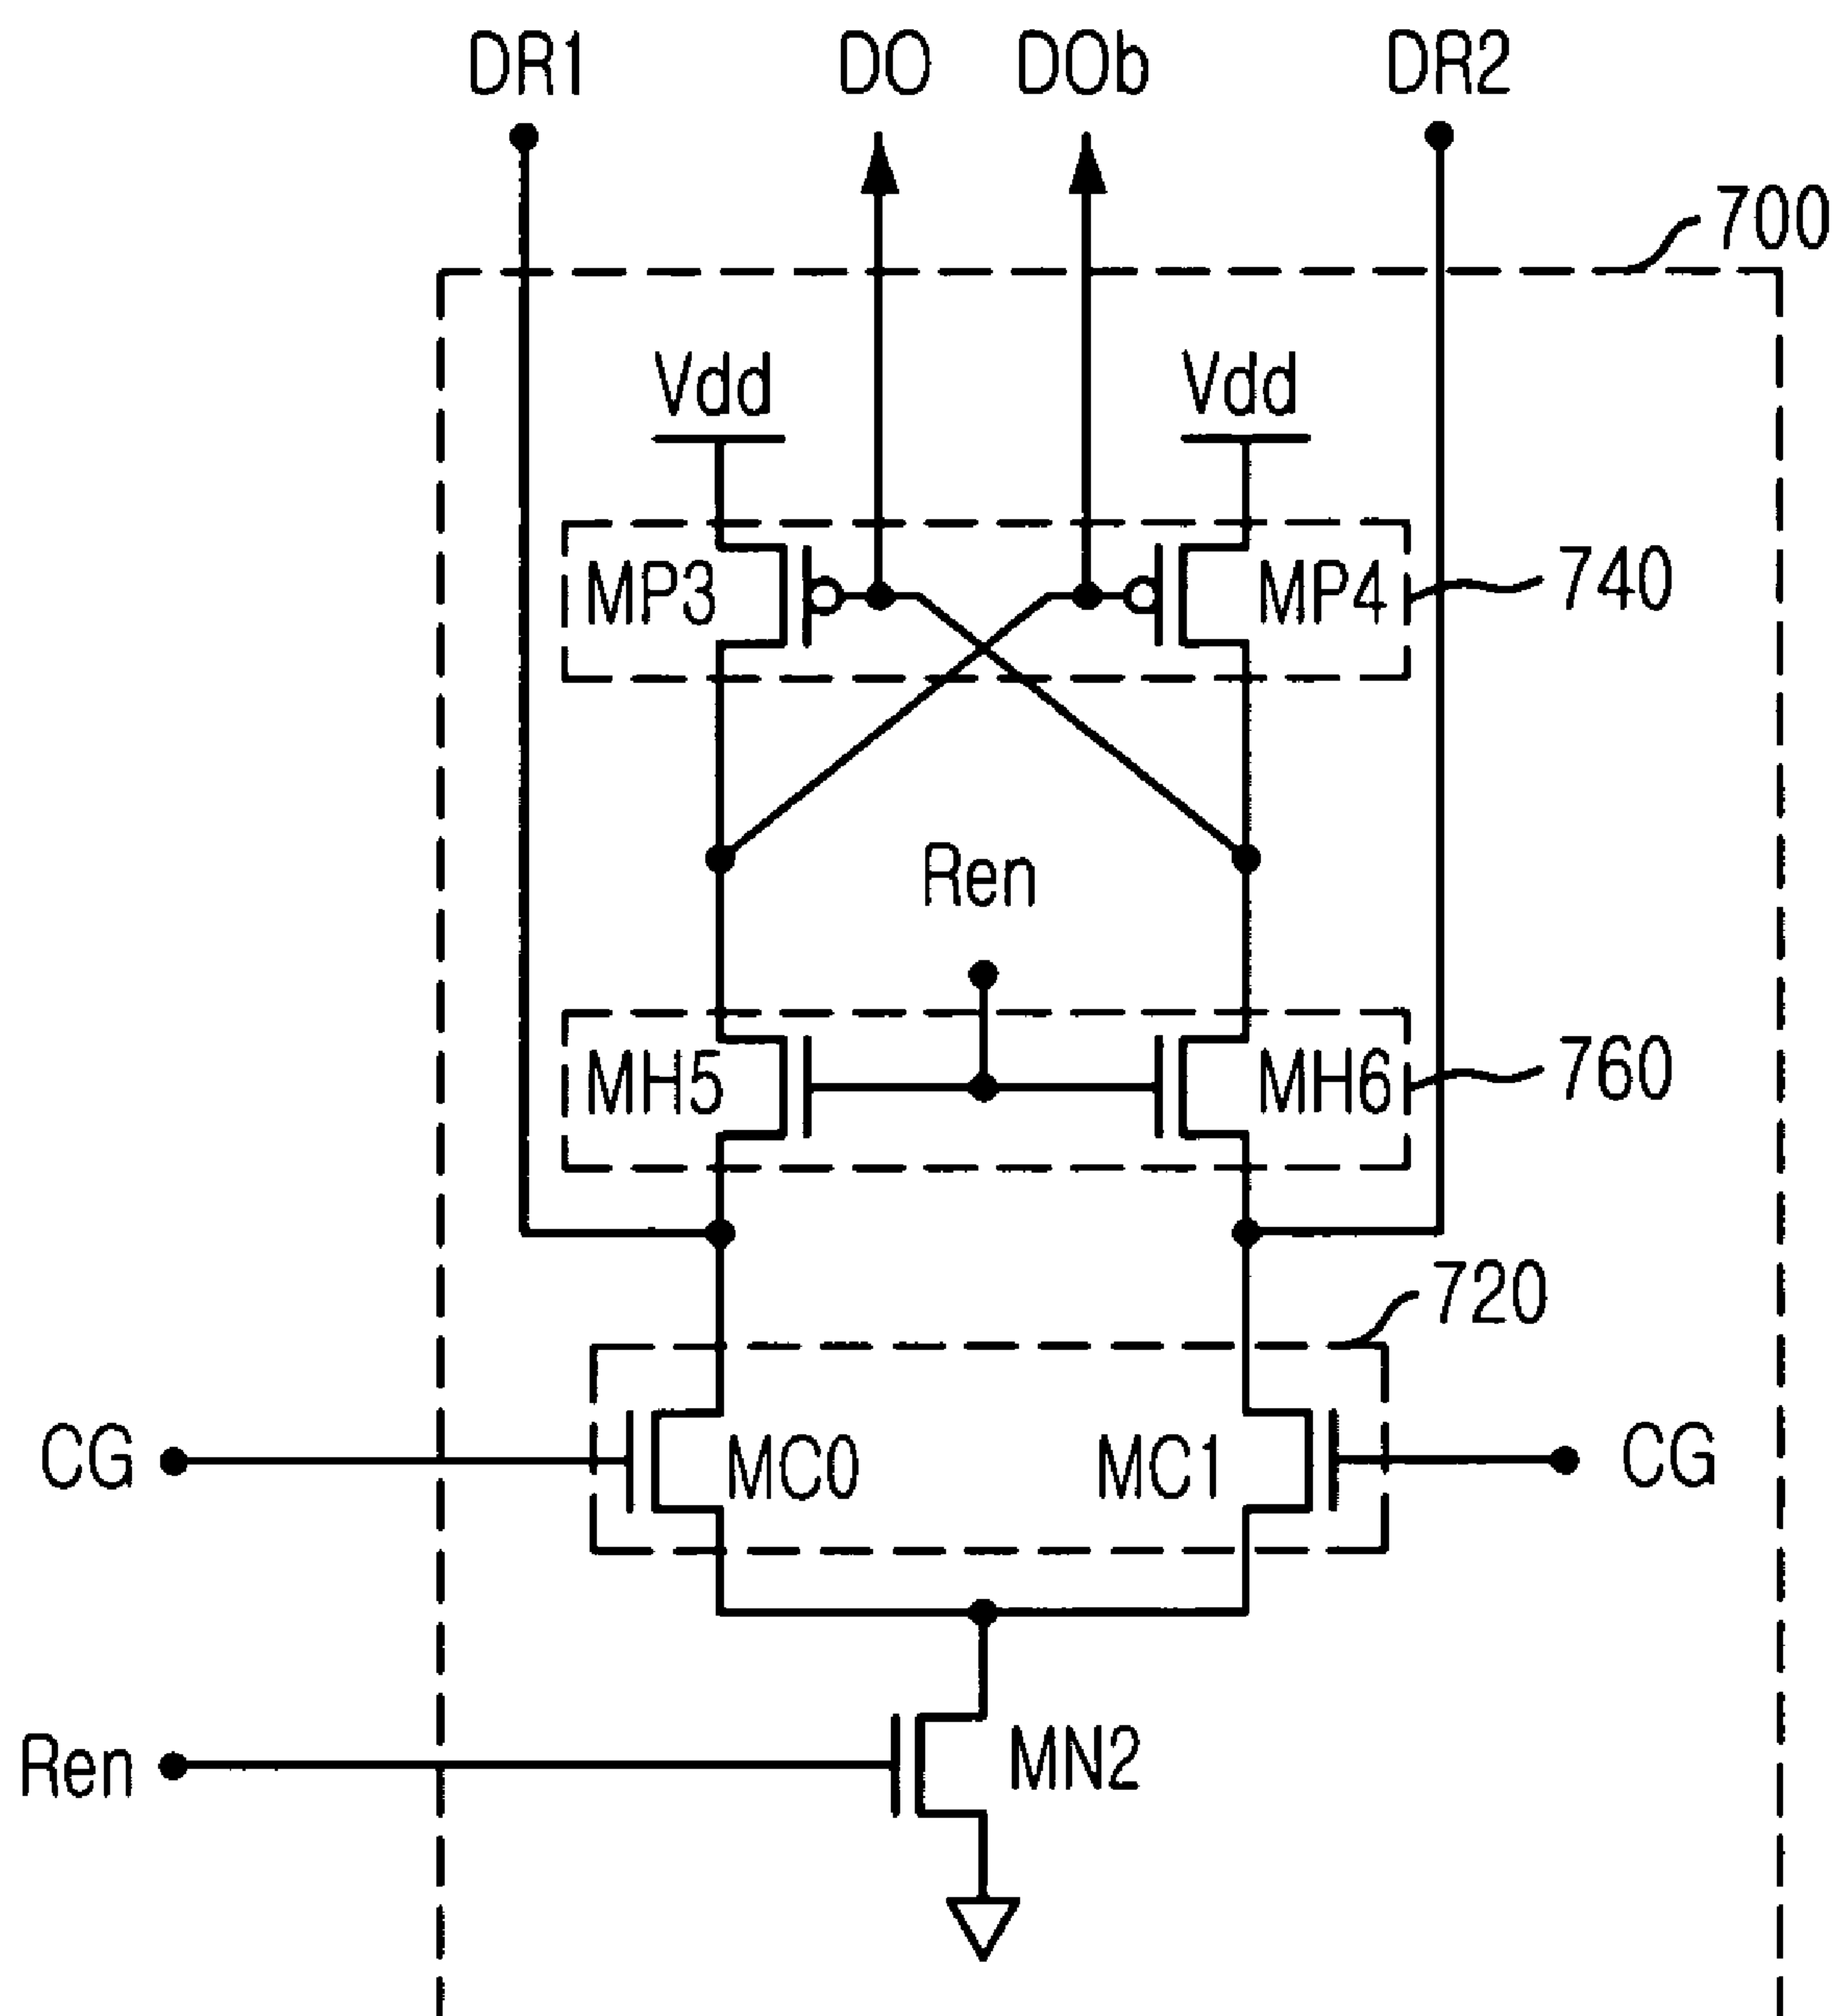 DR1 DO DOb DR2
700
Vdd Vdd
MP3 MP4 740
Ren
MH5 MH6 760
720
CG MC0 MC1 CG
Ren MN2